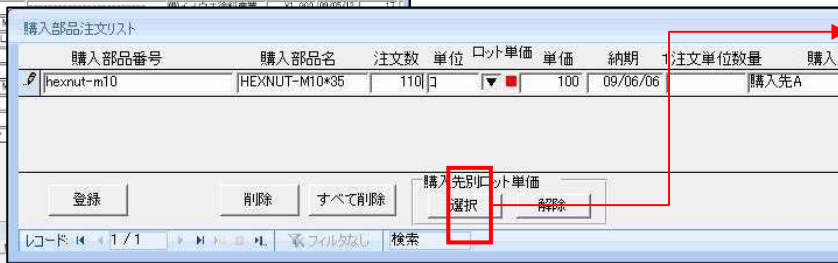 購入部品注文リスト
購入部品番号 購入部品名 注文数 単位 ロット単価 単価 納期 1注文単位数量 購入
hexnut-m10 HEXNUT-M10*35 110 コ 100 09/06/06 購入先A
購入先別ロット単価
登録 削除 すべて削除 選択 解除
レコード: 1 / 1 フィルタなし 検索